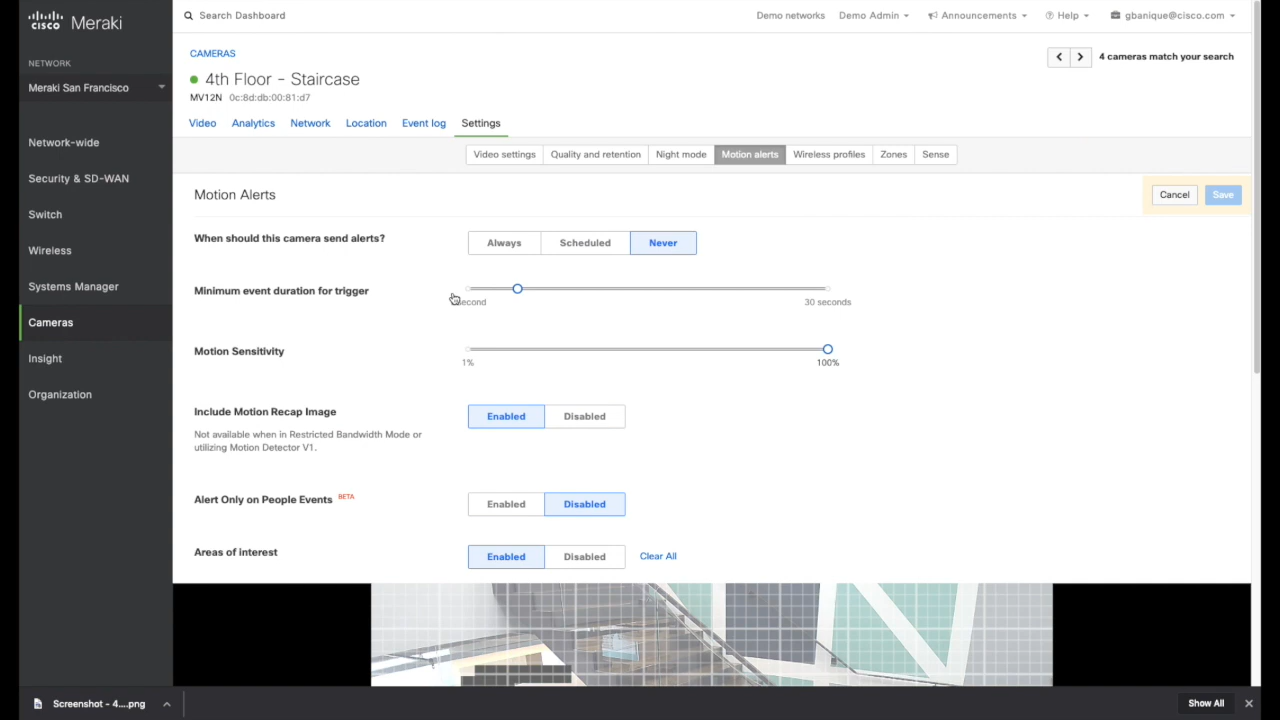 cisco Meraki
Search Dashboard
Demo networks
Demo Admin
Announcements
Help
gbanique@cisco.com
NETWORK
Meraki San Francisco
Network-wide
Security & SD-WAN
Switch
Wireless
Systems Manager
Cameras
Insight
Organization
CAMERAS
4 cameras match your search
4th Floor - Staircase
MV12N 0c:8d:db:00:81:d7
Video Analytics Network Location Event log Settings
Video settings Quality and retention Night mode Motion alerts Wireless profiles Zones Sense
Motion Alerts
Cancel Save
When should this camera send alerts?
Always Scheduled Never
Minimum event duration for trigger
second 30 seconds
Motion Sensitivity
1% 100%
Include Motion Recap Image
Enabled Disabled
Not available when in Restricted Bandwidth Mode or
utilizing Motion Detector V1.
Alert Only on People Events BETA
Enabled Disabled
Areas of interest
Enabled Disabled Clear All
Screenshot - 4....png
Show All